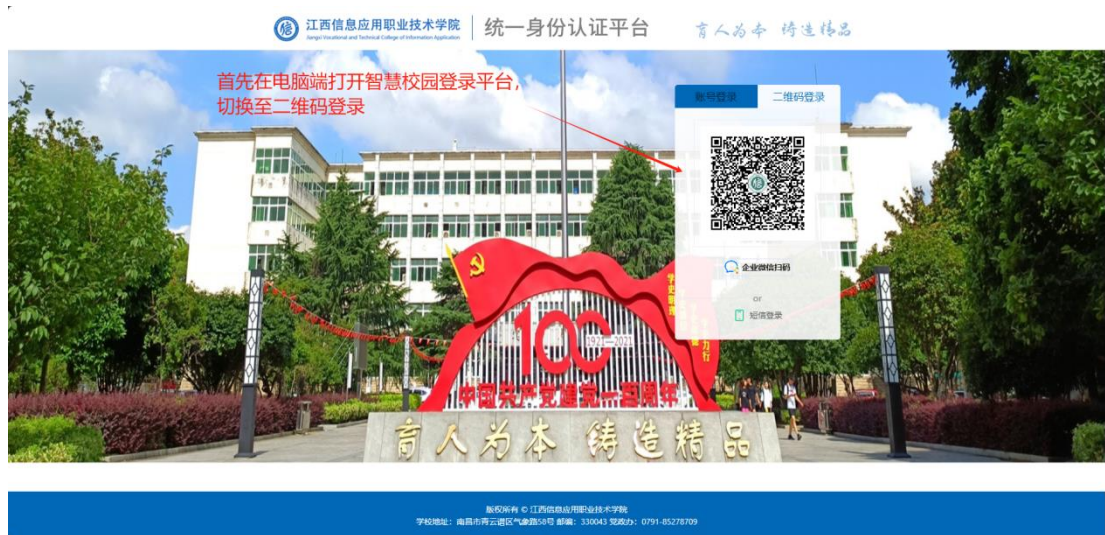 江西信息应用职业技术学院
Jiangxi Vocational and Technical College of Information Application
统一身份认证平台
育人为本 铸造精品
首先在电脑端打开智慧校园登录平台,
切换至二维码登录
账号登录
二维码登录
企业微信扫码
or
短信登录
学史明理
力行
100
1921—2021
中国共产党建党一百周年
育人为本 铸造精品
版权所有 © 江西信息应用职业技术学院
学校地址：南昌市青云谱区气象路58号 邮编：330043 党政办：0791-85278709